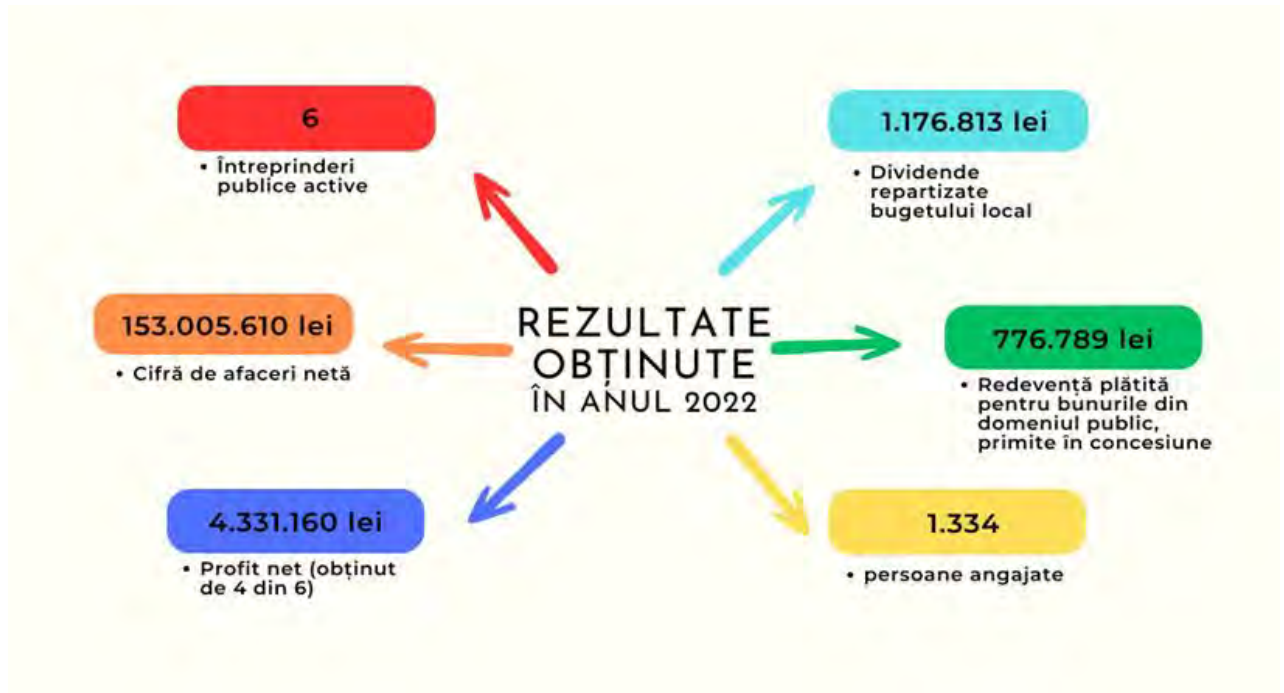 6
• Întreprinderi
publice active
1.176.813 lei
• Dividende
repartizate
bugetului local
153.005.610 lei
• Cifră de afaceri netă
REZULTATE
OBȚINUTE
ÎN ANUL 2022
776.789 lei
• Redevență plătită
pentru bunurile din
domeniul public,
primite în concesiune
4.331.160 lei
• Profit net (obținut
de 4 din 6)
1.334
• persoane angajate